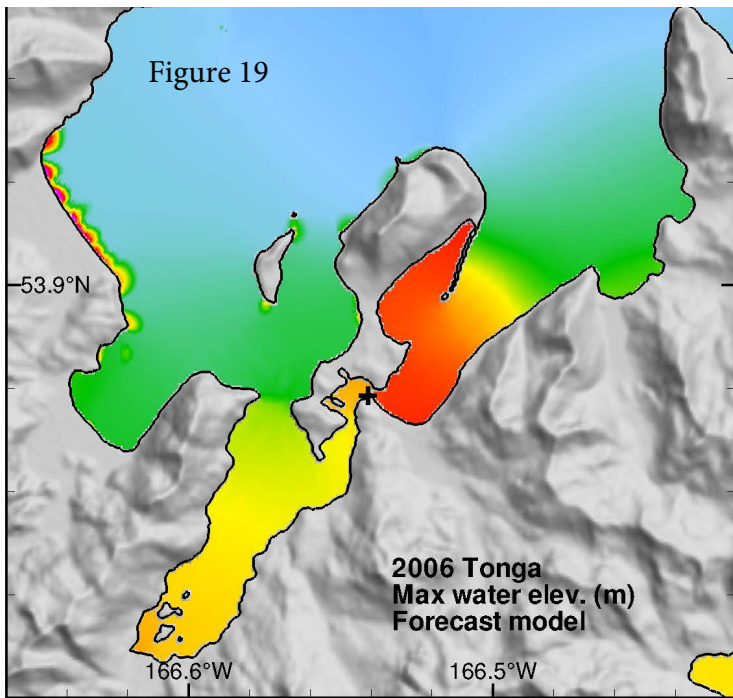 Figure 19
53.9°N
2006 Tonga
Max water elev. (m)
Forecast model
166.6°W 166.5°W